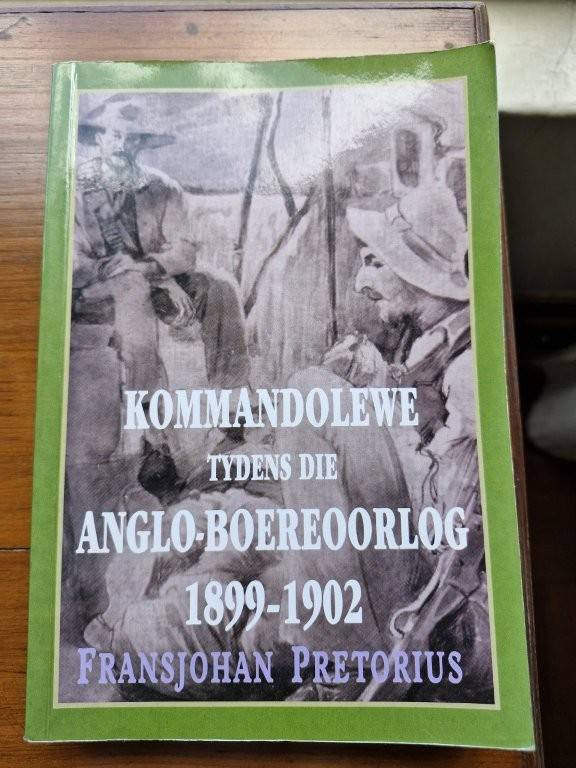 KOMMANDOLEWE
TYDENS DIE
ANGLO-BOEREOORLOG
1899-1902
FRANSJOHAN PRETORIUS